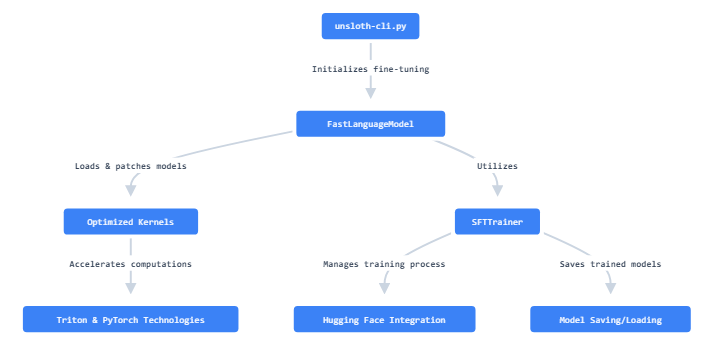 unsloth-cli.py
Initializes fine-tuning
FastLanguageModel
Loads & patches models
Utilizes
Optimized Kernels
SFTTrainer
Accelerates computations
Manages training process
Saves trained models
Triton & PyTorch Technologies
Hugging Face Integration
Model Saving/Loading